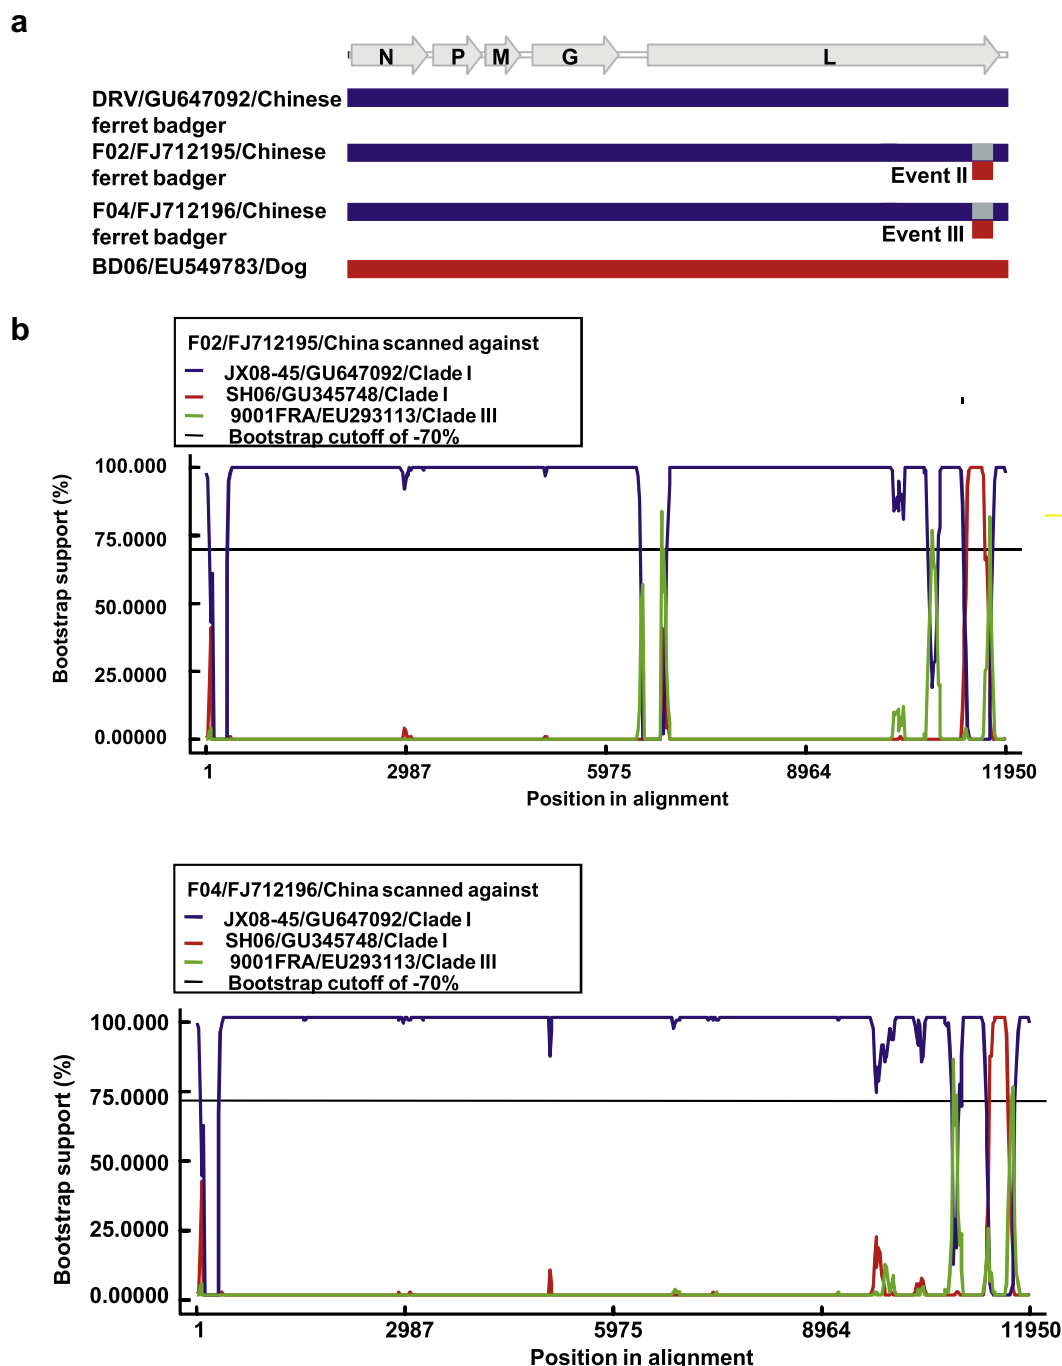 a
N P M G L
DRV/GU647092/Chinese
ferret badger
F02/FJ712195/Chinese
ferret badger
Event II
F04/FJ712196/Chinese
ferret badger
Event III
BD06/EU549783/Dog
b
F02/FJ712195/China scanned against
JX08-45/GU647092/Clade I
SH06/GU345748/Clade I
9001FRA/EU293113/Clade III
Bootstrap cutoff of -70%
Bootstrap support (%)
100.000
75.0000
50.0000
25.0000
0.00000
1 2987 5975 8964 11950
Position in alignment
F04/FJ712196/China scanned against
JX08-45/GU647092/Clade I
SH06/GU345748/Clade I
9001FRA/EU293113/Clade III
Bootstrap cutoff of -70%
Bootstrap support (%)
100.000
75.0000
50.0000
25.0000
0.00000
1 2987 5975 8964 11950
Position in alignment